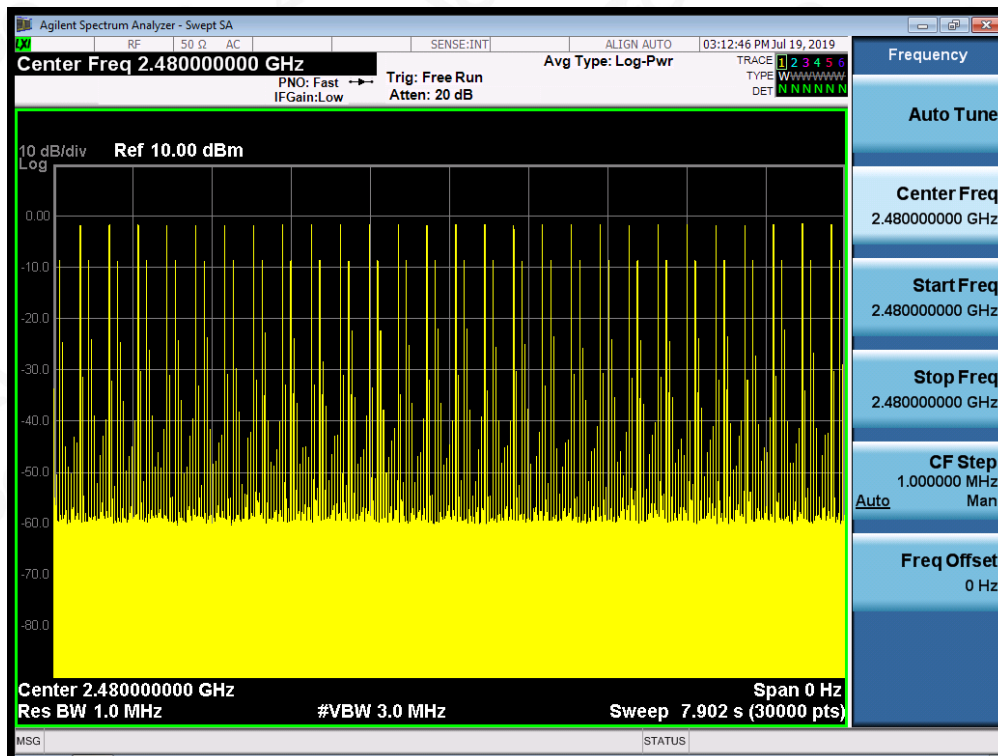 Agilent Spectrum Analyzer - Swept SA
LXI RF 50 Ω AC SENSE:INT ALIGN AUTO 03:12:46 PM Jul 19, 2019
Center Freq 2.480000000 GHz
PNO: Fast
IFGain:Low
Trig: Free Run
Atten: 20 dB
Avg Type: Log-Pwr
TRACE 1 2 3 4 5 6
TYPE WWWWWW
DET N N N N N N
10 dB/div
Log
Ref 10.00 dBm
0.00
-10.0
-20.0
-30.0
-40.0
-50.0
-60.0
-70.0
-80.0
Center 2.480000000 GHz
Span 0 Hz
Res BW 1.0 MHz
#VBW 3.0 MHz
Sweep 7.902 s (30000 pts)
MSG
STATUS
Frequency
Auto Tune
Center Freq
2.480000000 GHz
Start Freq
2.480000000 GHz
Stop Freq
2.480000000 GHz
CF Step
1.000000 MHz
Auto Man
Freq Offset
0 Hz